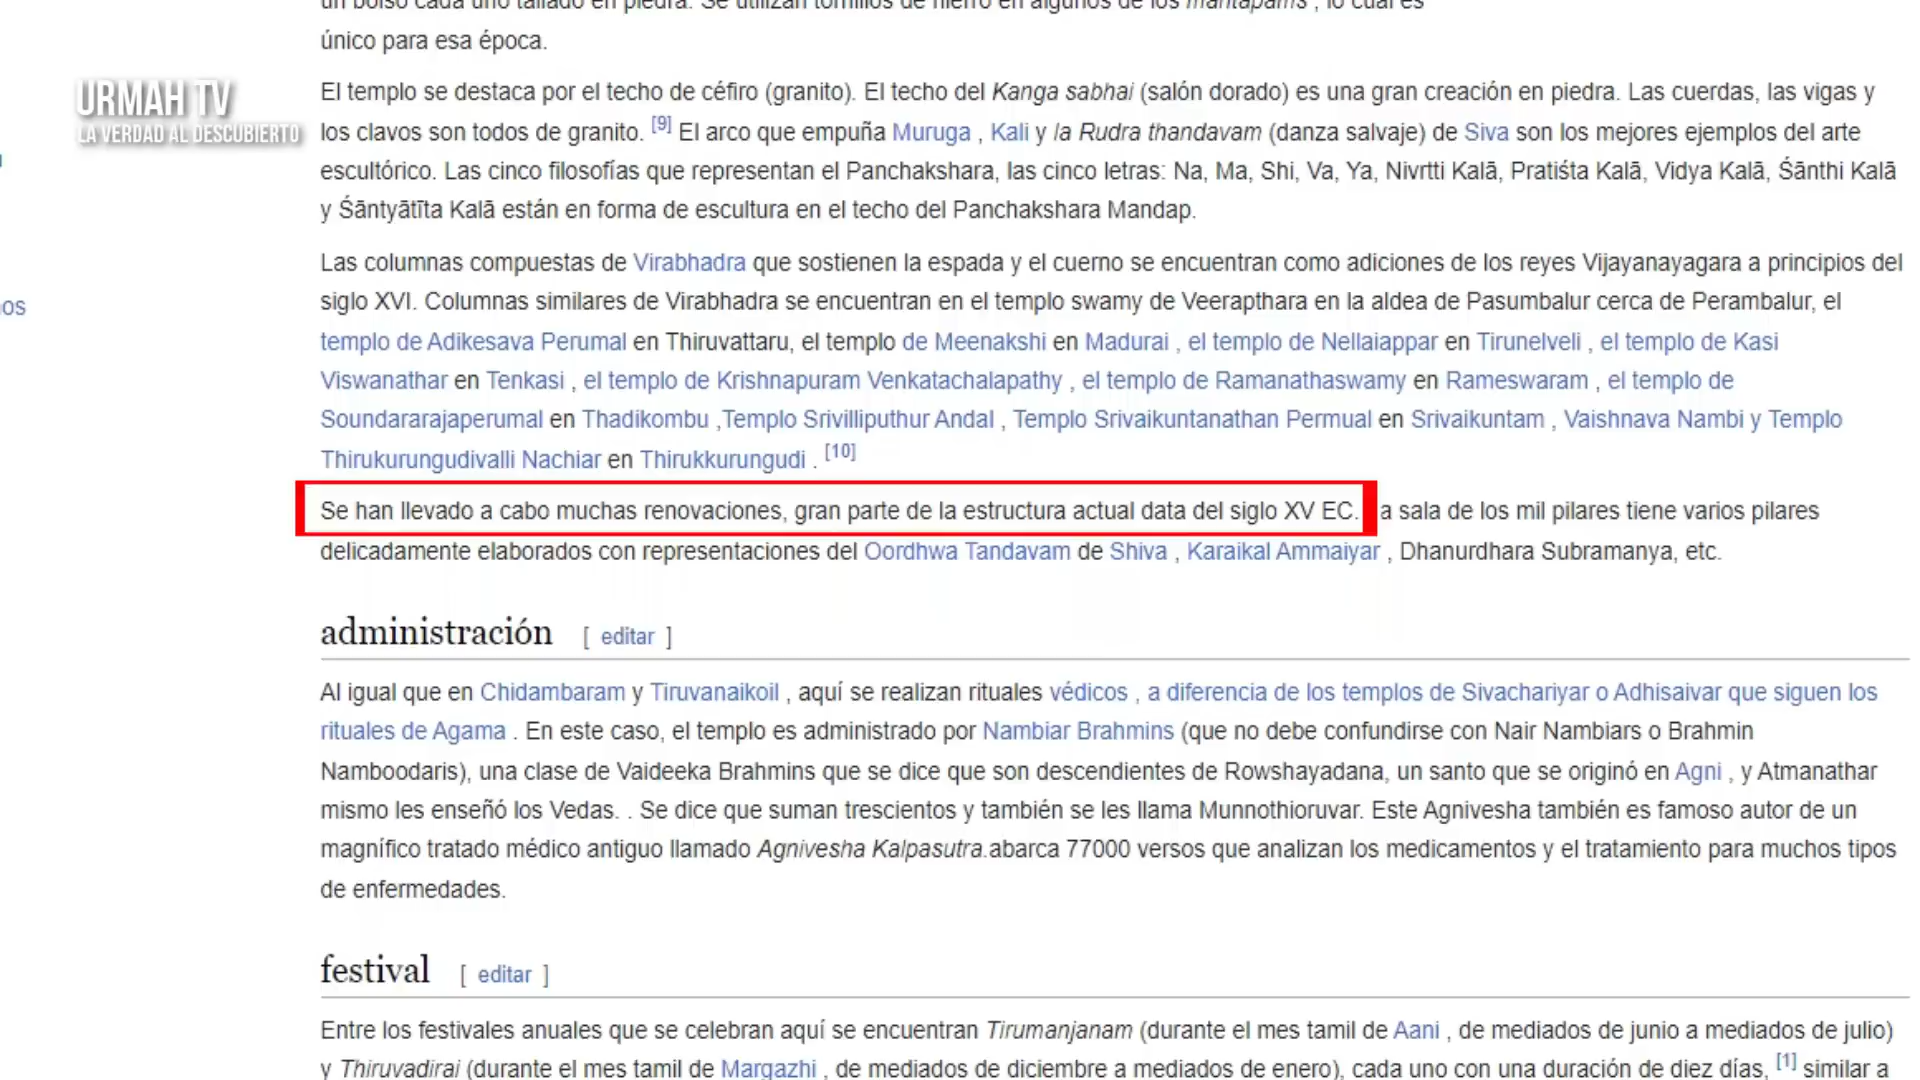 un bolso cada uno tallado en piedra. Se utilizan tornillos de hierro en algunos de los mantapams , lo cual es
único para esa época.
URMAH TV
LA VERDAD AL DESCUBIERTO
El templo se destaca por el techo de céfiro (granito). El techo del Kanga sabhai (salón dorado) es una gran creación en piedra. Las cuerdas, las vigas y
los clavos son todos de granito. [9] El arco que empuña Muruga , Kali y la Rudra thandavam (danza salvaje) de Siva son los mejores ejemplos del arte
escultórico. Las cinco filosofías que representan el Panchakshara, las cinco letras: Na, Ma, Shi, Va, Ya, Nivrtti Kalā, Pratiśta Kalā, Vidya Kalā, Śānthi Kalā
y Śāntyātīta Kalā están en forma de escultura en el techo del Panchakshara Mandap.
Las columnas compuestas de Virabhadra que sostienen la espada y el cuerno se encuentran como adiciones de los reyes Vijayanayagara a principios del
siglo XVI. Columnas similares de Virabhadra se encuentran en el templo swamy de Veerapthara en la aldea de Pasumbalur cerca de Perambalur, el
templo de Adikesava Perumal en Thiruvattaru, el templo de Meenakshi en Madurai , el templo de Nellaiappar en Tirunelveli , el templo de Kasi
Viswanathar en Tenkasi , el templo de Krishnapuram Venkatachalapathy , el templo de Ramanathaswamy en Rameswaram , el templo de
Soundararajaperumal en Thadikombu ,Templo Srivilliputhur Andal , Templo Srivaikuntanathan Permual en Srivaikuntam , Vaishnava Nambi y Templo
Thirukurungudivalli Nachiar en Thirukkurungudi . [10]
Se han llevado a cabo muchas renovaciones, gran parte de la estructura actual data del siglo XV EC. a sala de los mil pilares tiene varios pilares
delicadamente elaborados con representaciones del Oordhwa Tandavam de Shiva , Karaikal Ammaiyar , Dhanurdhara Subramanya, etc.
administración [ editar ]
Al igual que en Chidambaram y Tiruvanaikoil , aquí se realizan rituales védicos , a diferencia de los templos de Sivachariyar o Adhisaivar que siguen los
rituales de Agama . En este caso, el templo es administrado por Nambiar Brahmins (que no debe confundirse con Nair Nambiars o Brahmin
Namboodaris), una clase de Vaideeka Brahmins que se dice que son descendientes de Rowshayadana, un santo que se originó en Agni , y Atmanathar
mismo les enseñó los Vedas. . Se dice que suman trescientos y también se les llama Munnothioruvar. Este Agnivesha también es famoso autor de un
magnífico tratado médico antiguo llamado Agnivesha Kalpasutra.abarca 77000 versos que analizan los medicamentos y el tratamiento para muchos tipos
de enfermedades.
festival [ editar ]
Entre los festivales anuales que se celebran aquí se encuentran Tirumanjanam (durante el mes tamil de Aani , de mediados de junio a mediados de julio)
y Thiruvadirai (durante el mes tamil de Margazhi , de mediados de diciembre a mediados de enero), cada uno con una duración de diez días, [1] similar a